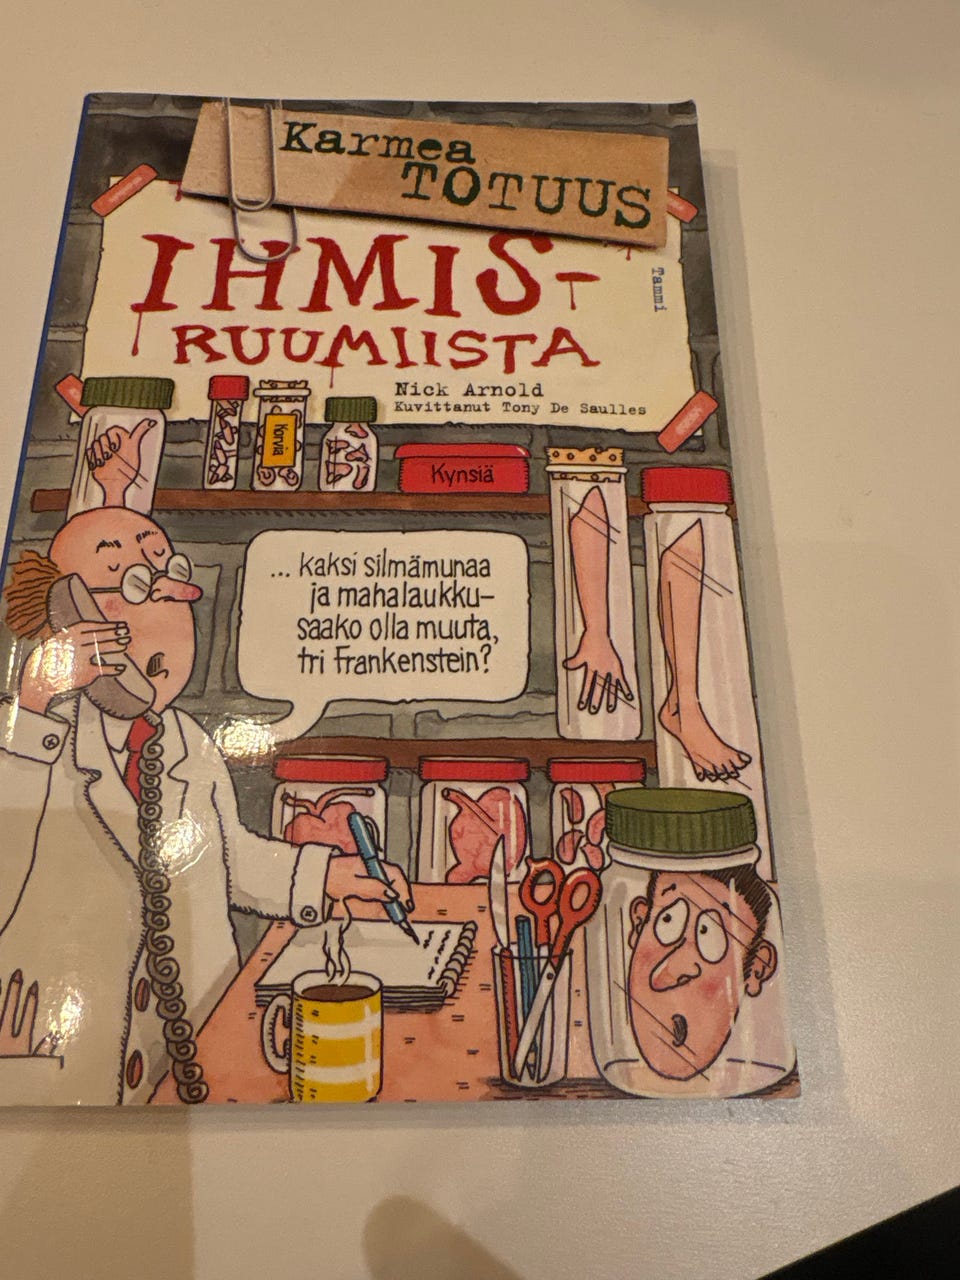 Karmea
TOTUUS
IHMIS-
RUUMIISTA
Tammi
Nick Arnold
Kuvittanut Tony De Saulles
Korvia
Kynsiä
... kaksi silmämunaa
ja mahalaukku-
saako olla muuta,
tri Frankenstein?